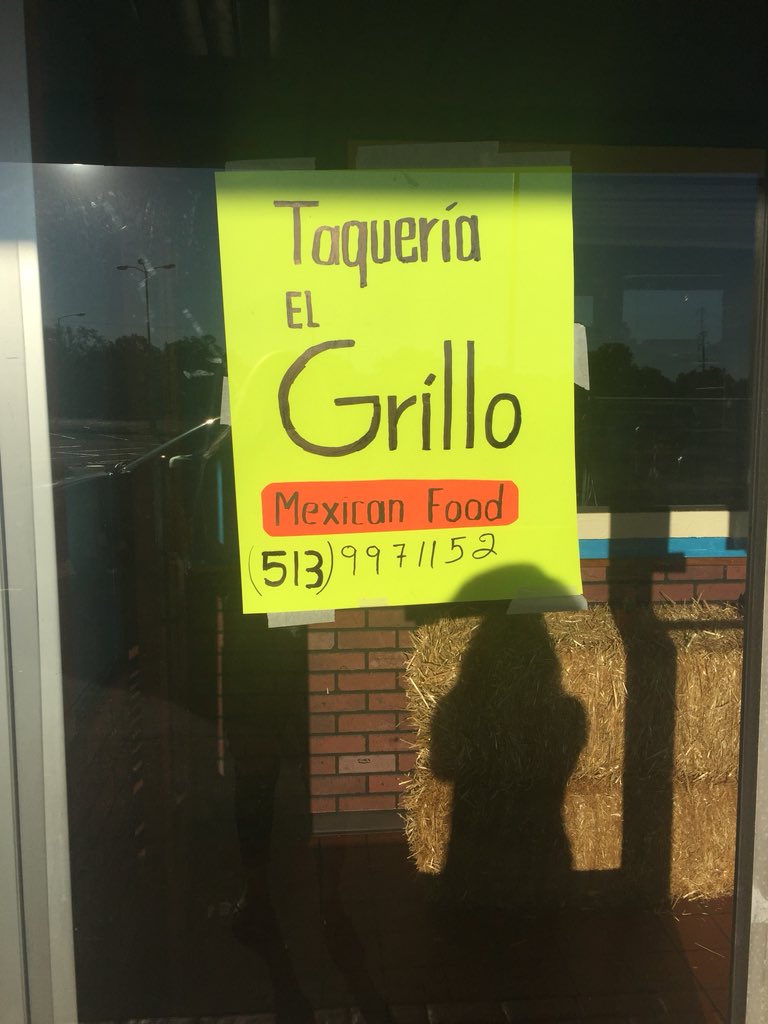 Taquería
EL
Grillo
Mexican Food
(513)9971152